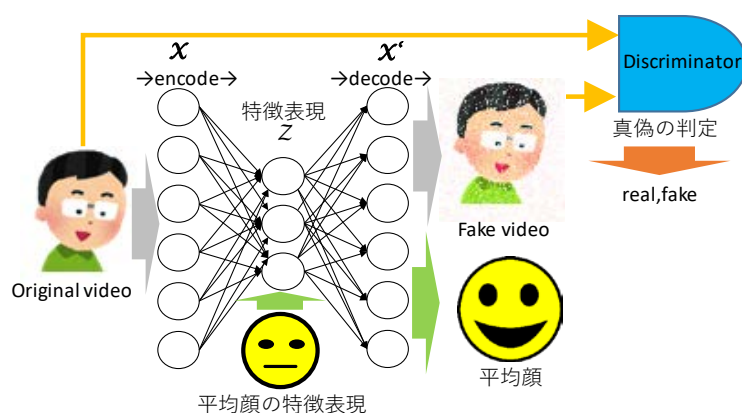 𝒳
→encode→
特徴表現
Z
𝒳‘
→decode→
Discriminator
真偽の判定
real,fake
Original video
Fake video
平均顔の特徴表現
平均顔